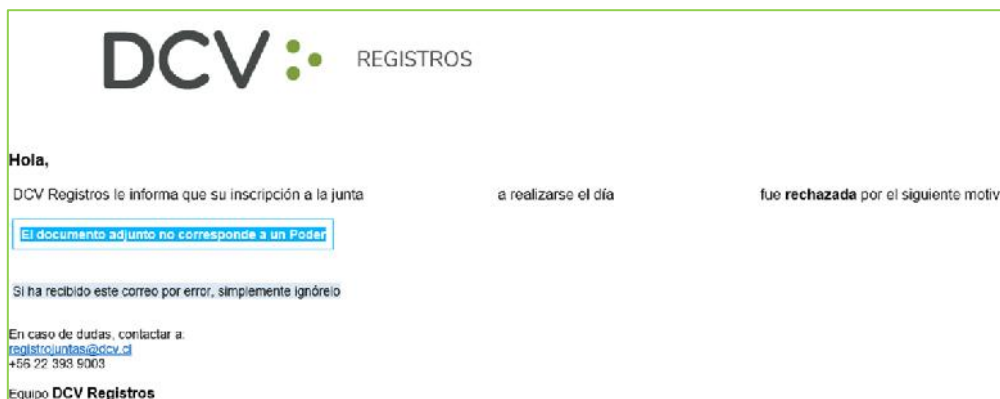 DCV REGISTROS
Hola,
DCV Registros le informa que su inscripción a la junta a realizarse el día fue rechazada por el siguiente motiv
El documento adjunto no corresponde a un Poder
Si ha recibido este correo por error, simplemente ignórelo
En caso de dudas, contactar a:
registrojuntas@dcv.cl
+56 22 393 9003
Equipo DCV Registros